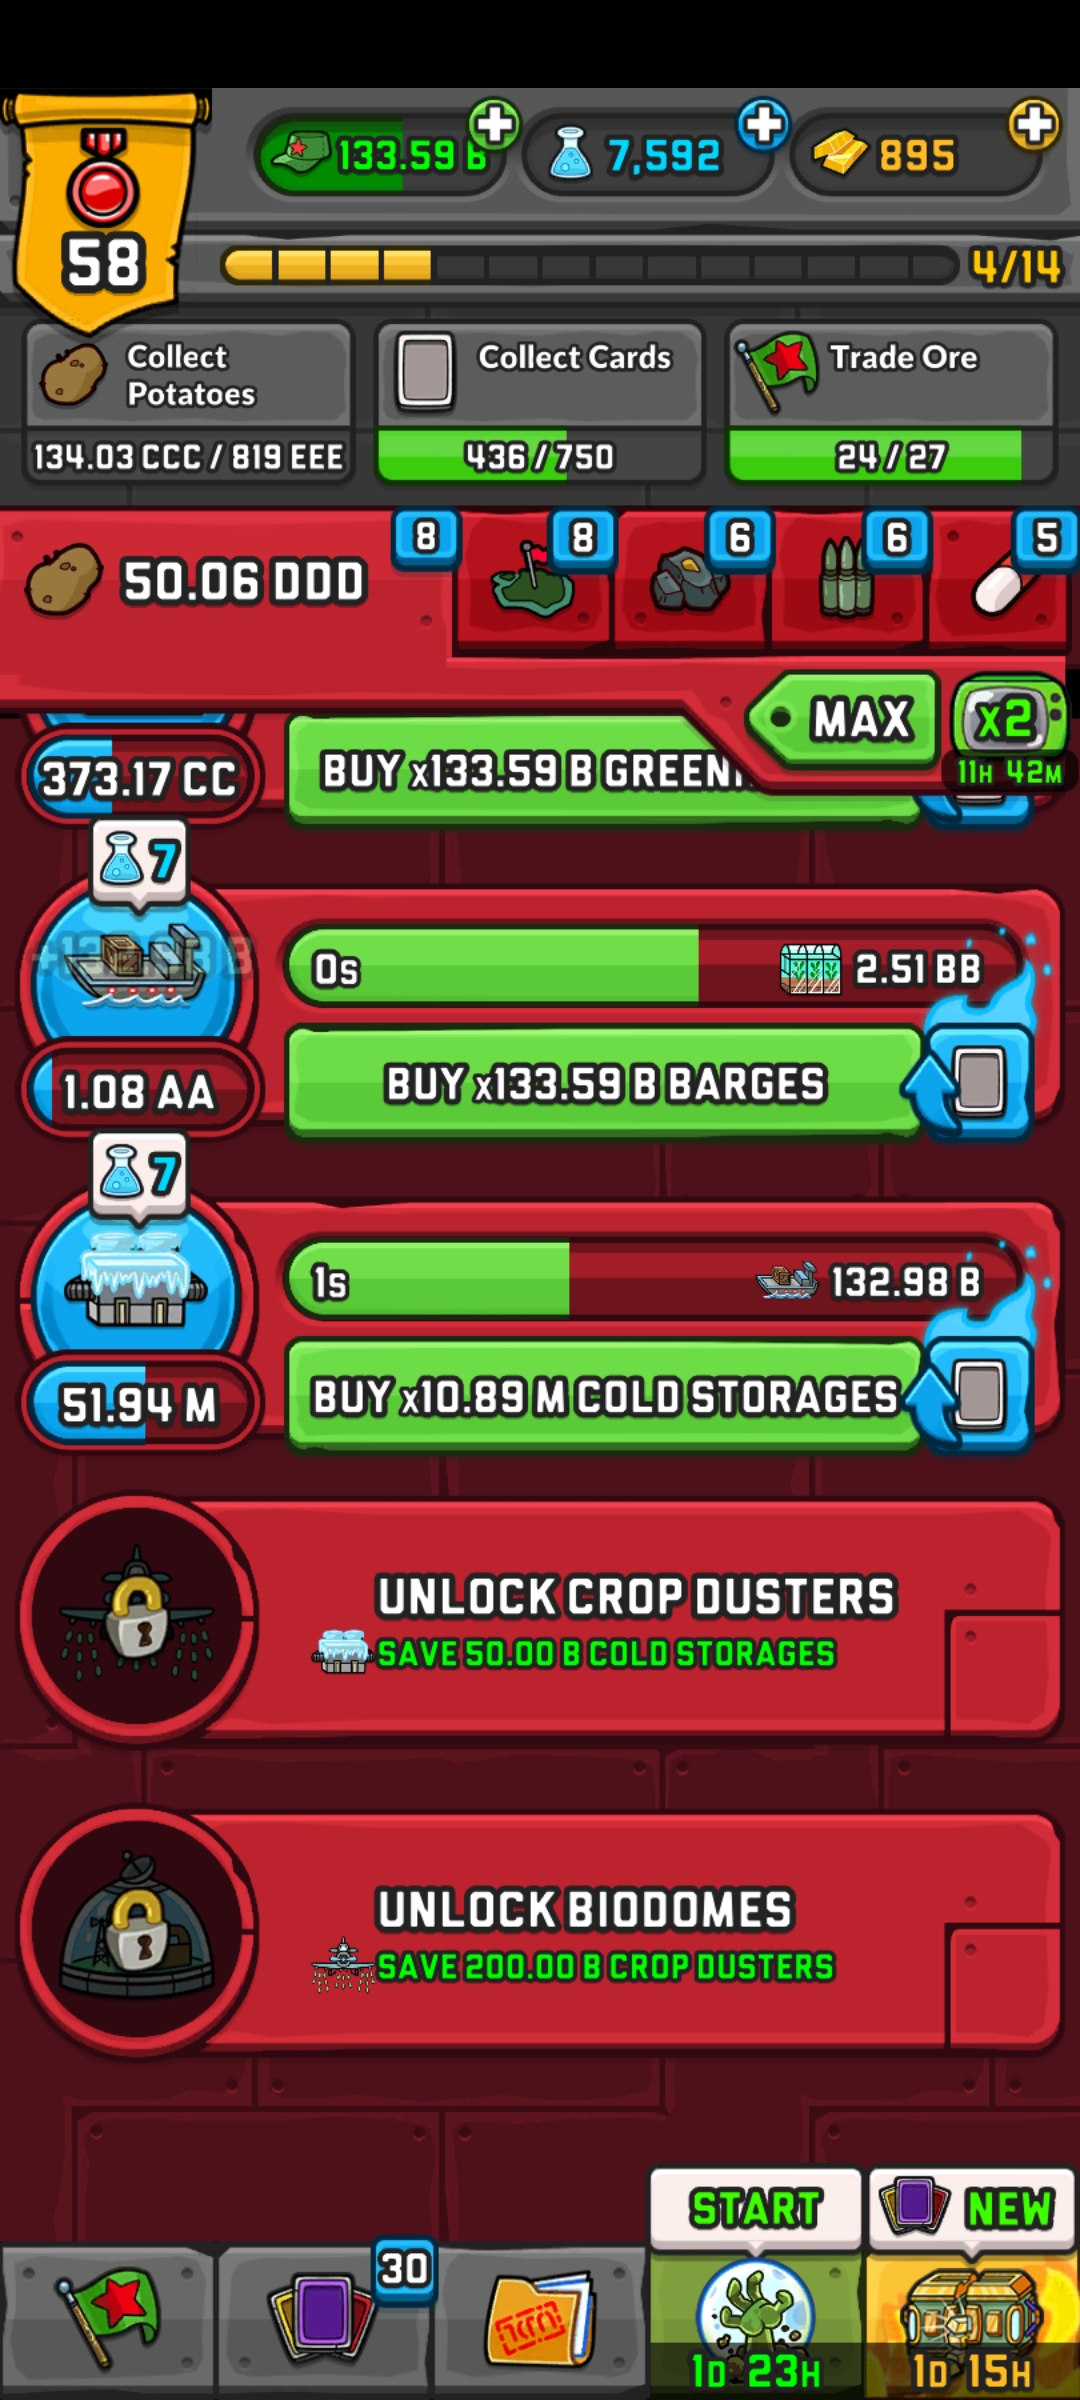 58
133.59 B
7,592
895
4/14
Collect Potatoes
134.03 CCC / 819 EEE
Collect Cards
436 / 750
Trade Ore
24 / 27
50.06 DDD
8
8
6
6
5
MAX
x2
11H 42M
373.17 CC
BUY x133.59 B
7
0s
2.51 BB
1.08 AA
BUY x133.59 B BARGES
7
1s
132.98 B
51.94 M
BUY x10.89 M COLD STORAGES
UNLOCK CROP DUSTERS
SAVE 50.00 B COLD STORAGES
UNLOCK BIODOMES
SAVE 200.00 B CROP DUSTERS
START
NEW
30
1D 23H
1D 15H